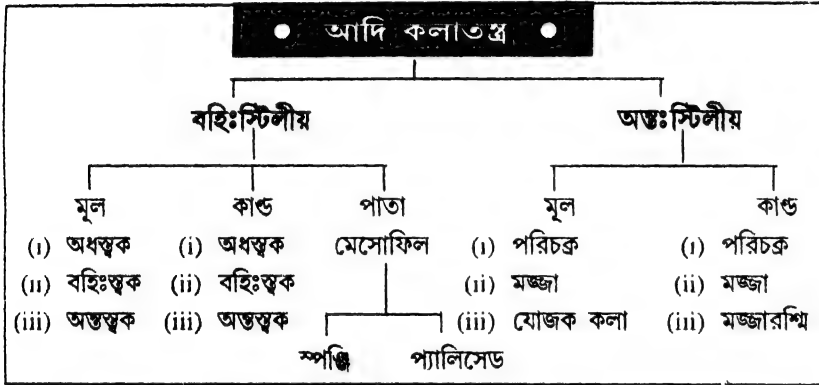 ● আদি কলাতন্ত্র ●
বহিঃস্টিলীয় অন্তঃস্টিলীয়
মূল কাণ্ড পাতা মূল কাণ্ড
(i) অধস্ত্বক (i) অধস্ত্বক মেসোফিল (i) পরিচক্র (i) পরিচক্র
(ii) বহিঃস্ত্বক (ii) বহিঃস্ত্বক (ii) মজ্জা (ii) মজ্জা
(iii) অন্তস্ত্বক (iii) অন্তস্ত্বক (iii) যোজক কলা (iii) মজ্জারশ্মি
স্পঞ্জি প্যালিসেড